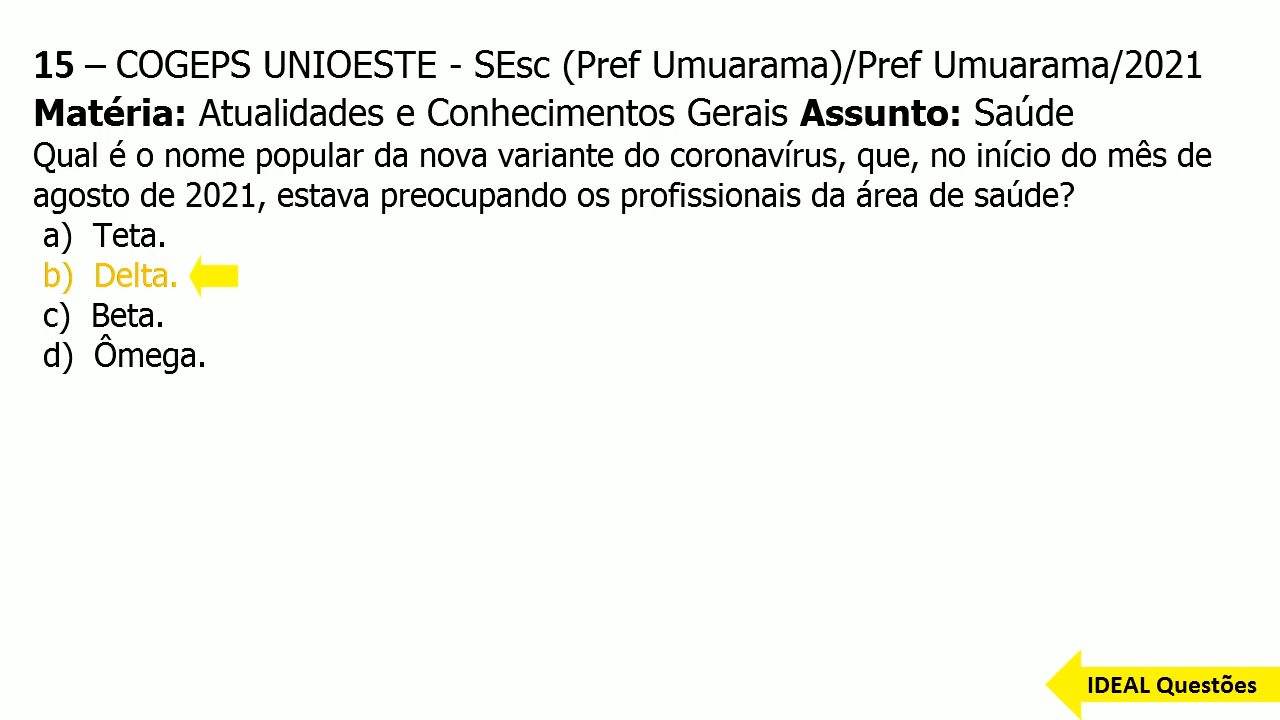 15 – COGEPS UNIOESTE - SEsc (Pref Umuarama)/Pref Umuarama/2021
Matéria: Atualidades e Conhecimentos Gerais Assunto: Saúde
Qual é o nome popular da nova variante do coronavírus, que, no início do mês de
agosto de 2021, estava preocupando os profissionais da área de saúde?
a) Teta.
b) Delta.
c) Beta.
d) Ômega.
IDEAL Questões